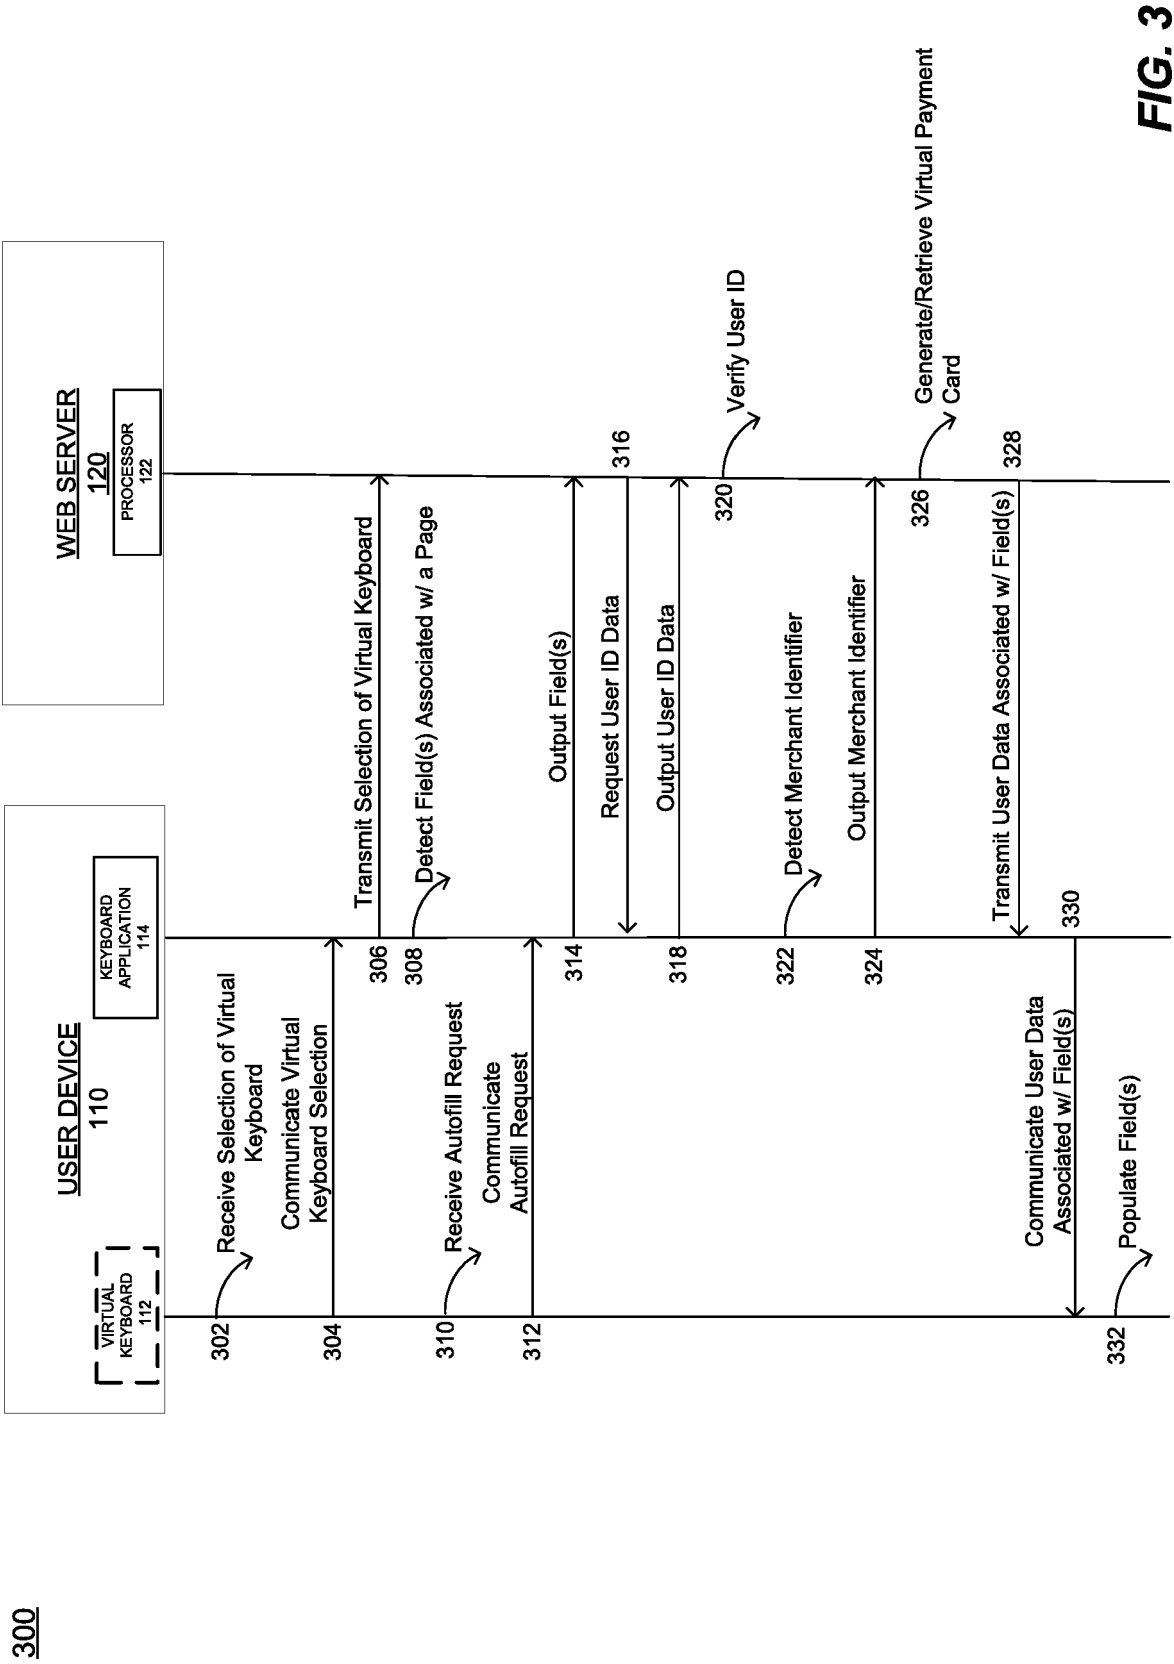 300
USER DEVICE
110
VIRTUAL
KEYBOARD
112
KEYBOARD
APPLICATION
114
WEB SERVER
120
PROCESSOR
122
302
Receive Selection of Virtual
Keyboard
304
Communicate Virtual
Keyboard Selection
306
Transmit Selection of Virtual Keyboard
308
Detect Field(s) Associated w/ a Page
310
Receive Autofill Request
312
Communicate
Autofill Request
314
Output Field(s)
316
Request User ID Data
318
Output User ID Data
320
Verify User ID
322
Detect Merchant Identifier
324
Output Merchant Identifier
326
Generate/Retrieve Virtual Payment
Card
328
Transmit User Data Associated w/ Field(s)
330
Communicate User Data
Associated w/ Field(s)
332
Populate Field(s)
FIG. 3